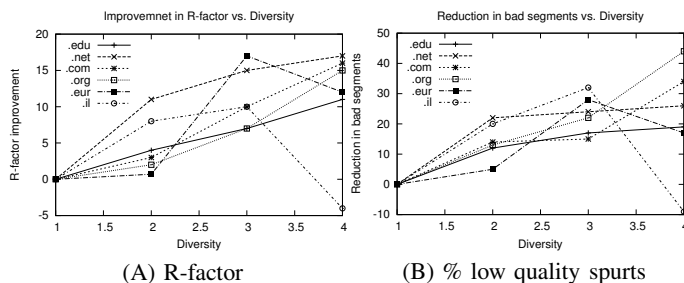 Improvemnet in R-factor vs. Diversity
20
15
10
5
0
-5
R-factor improvement
.edu
.net
.com
.org
.eur
.il
1 1.5 2 2.5 3 3.5 4
Diversity
(A) R-factor
Reduction in bad segments vs. Diversity
50
40
30
20
10
0
-10
Reduction in bad segments
.edu
.net
.com
.org
.eur
.il
1 1.5 2 2.5 3 3.5 4
Diversity
(B) % low quality spurts